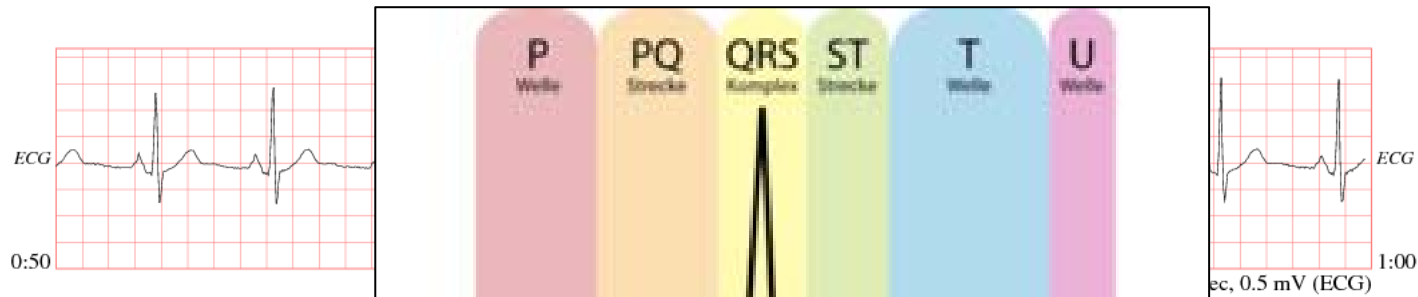 P PQ QRS ST T U
Welle Strecke Komplex Strecke Welle Welle
ECG ECG
0:50 1:00
ec, 0.5 mV (ECG)